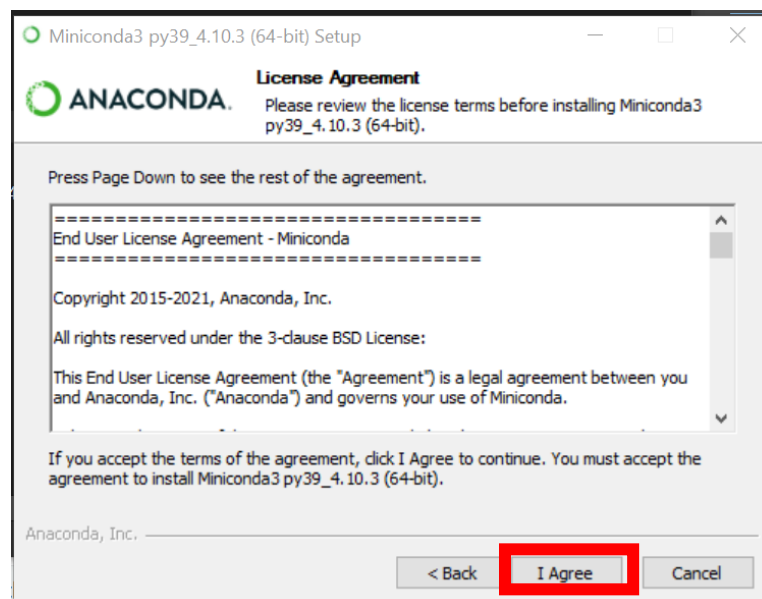 Miniconda3 py39_4.10.3 (64-bit) Setup
ANACONDA.
License Agreement
Please review the license terms before installing Miniconda3
py39_4.10.3 (64-bit).
Press Page Down to see the rest of the agreement.
===================================
End User License Agreement - Miniconda
===================================
Copyright 2015-2021, Anaconda, Inc.
All rights reserved under the 3-clause BSD License:
This End User License Agreement (the "Agreement") is a legal agreement between you
and Anaconda, Inc. ("Anaconda") and governs your use of Miniconda.
If you accept the terms of the agreement, click I Agree to continue. You must accept the
agreement to install Miniconda3 py39_4.10.3 (64-bit).
Anaconda, Inc.
< Back
I Agree
Cancel